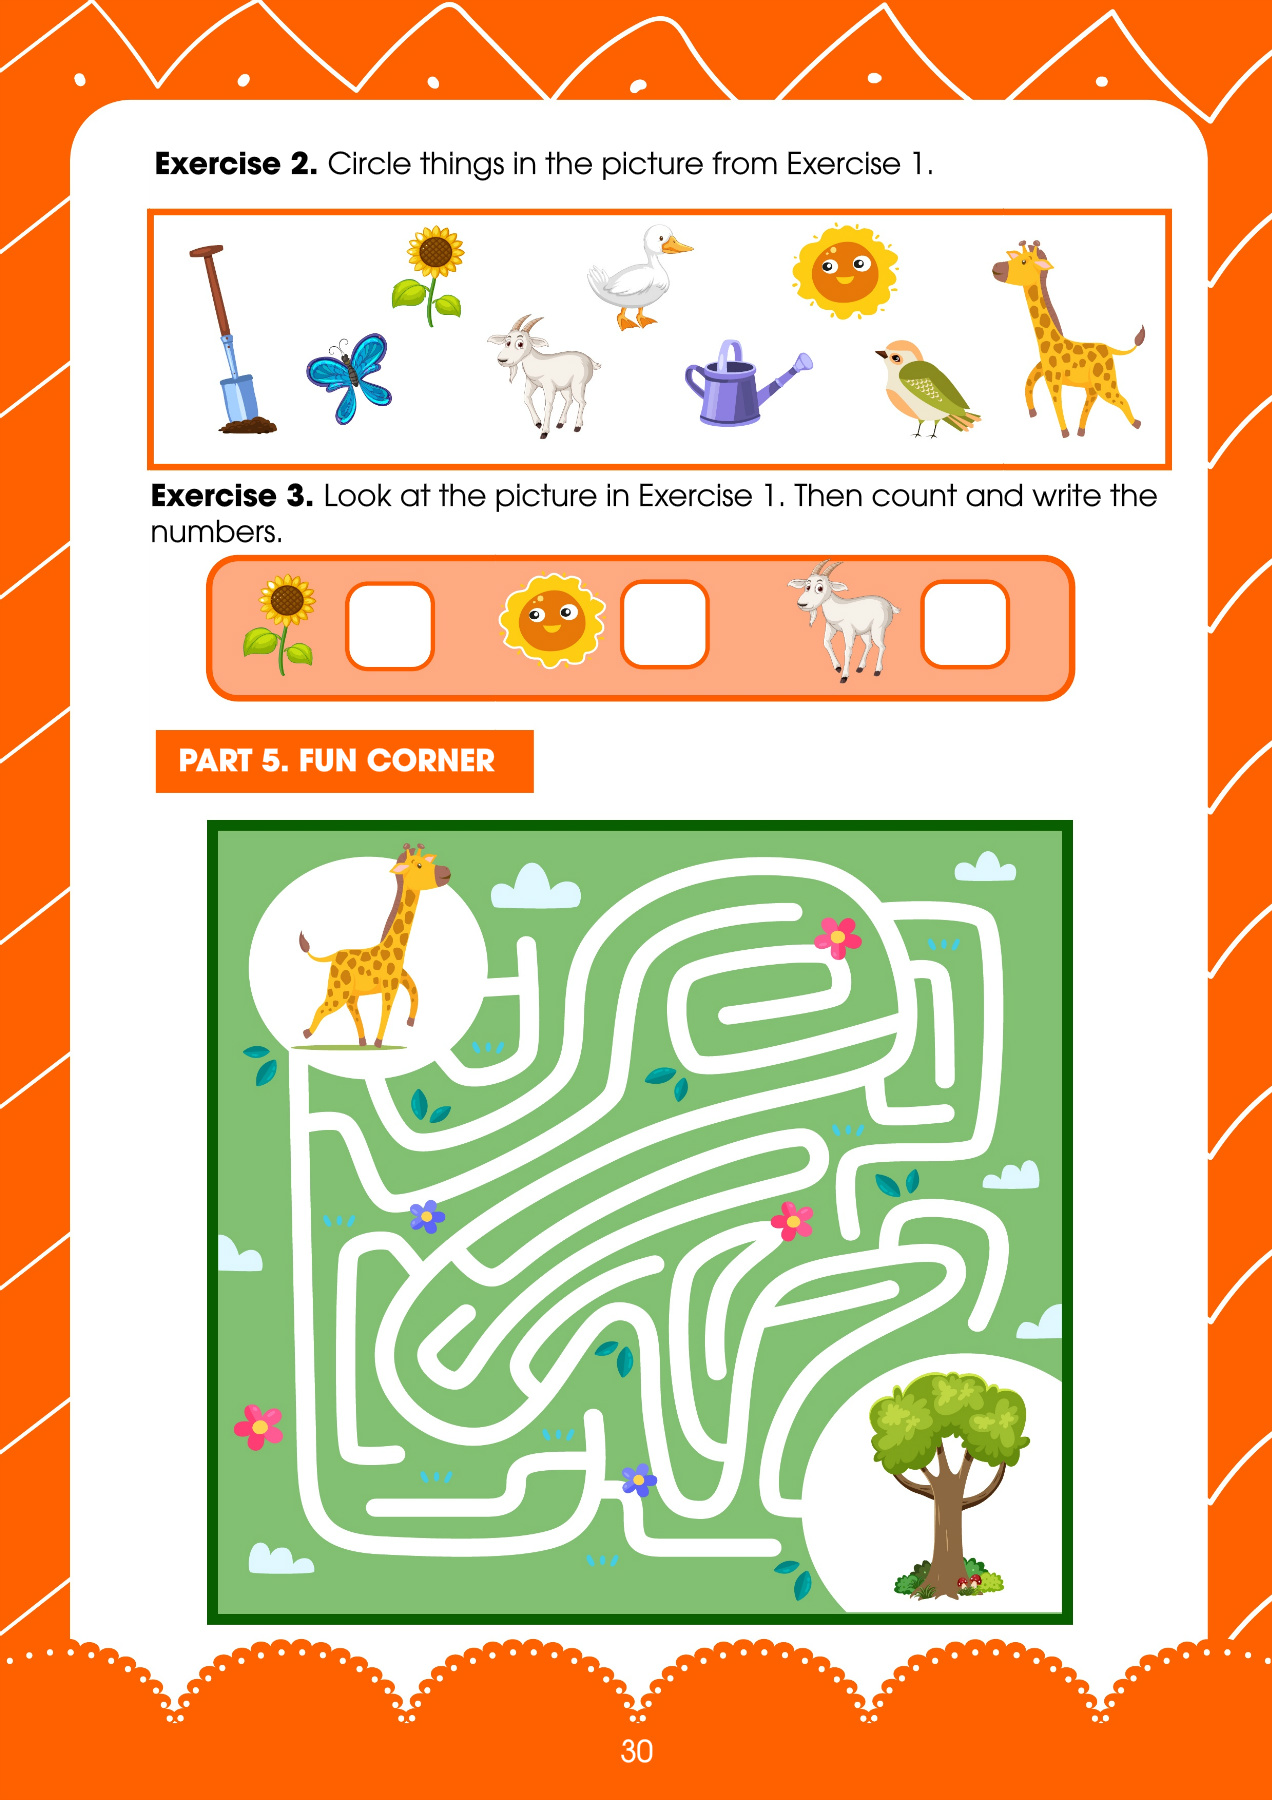 Exercise 2. Circle things in the picture from Exercise 1.
Exercise 3. Look at the picture in Exercise 1. Then count and write the
numbers.
PART 5. FUN CORNER
30